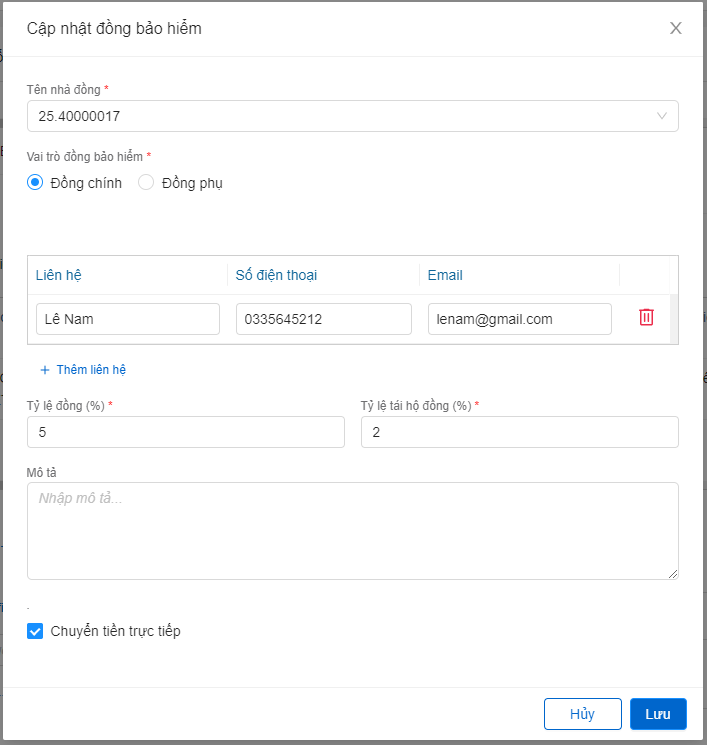 Cập nhật đồng bảo hiểm
Tên nhà đồng *
25.40000017
Vai trò đồng bảo hiểm *
Đồng chính Đồng phụ
Liên hệ Số điện thoại Email
Lê Nam 0335645212 lenam@gmail.com
+ Thêm liên hệ
Tỷ lệ đồng (%) * Tỷ lệ tái hộ đồng (%) *
5 2
Mô tả
Nhập mô tả...
.
Chuyển tiền trực tiếp
Hủy Lưu